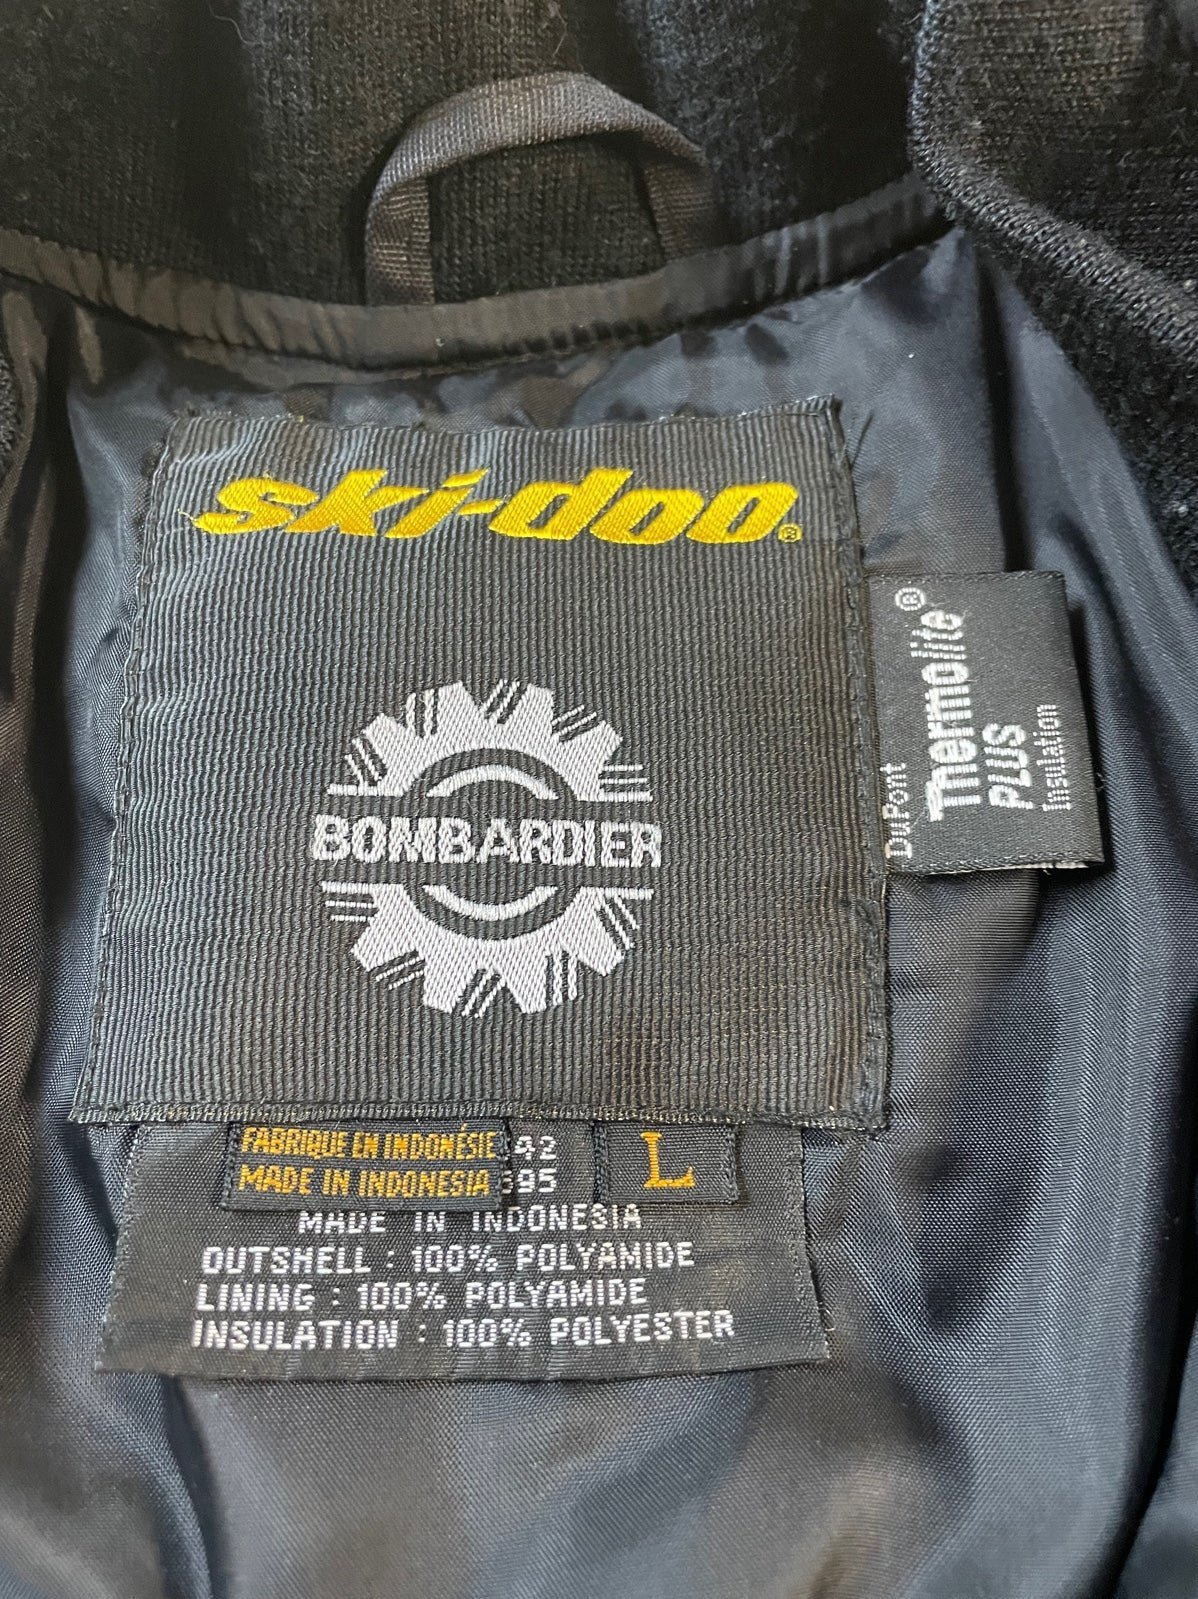 ski-doo®
BOMBARDIER
DuPont
Thermolite®
PLUS
Insulation
FABRIQUE EN INDONÉSIE
MADE IN INDONESIA
42
95
L
MADE IN INDONESIA
OUTSHELL : 100% POLYAMIDE
LINING : 100% POLYAMIDE
INSULATION : 100% POLYESTER